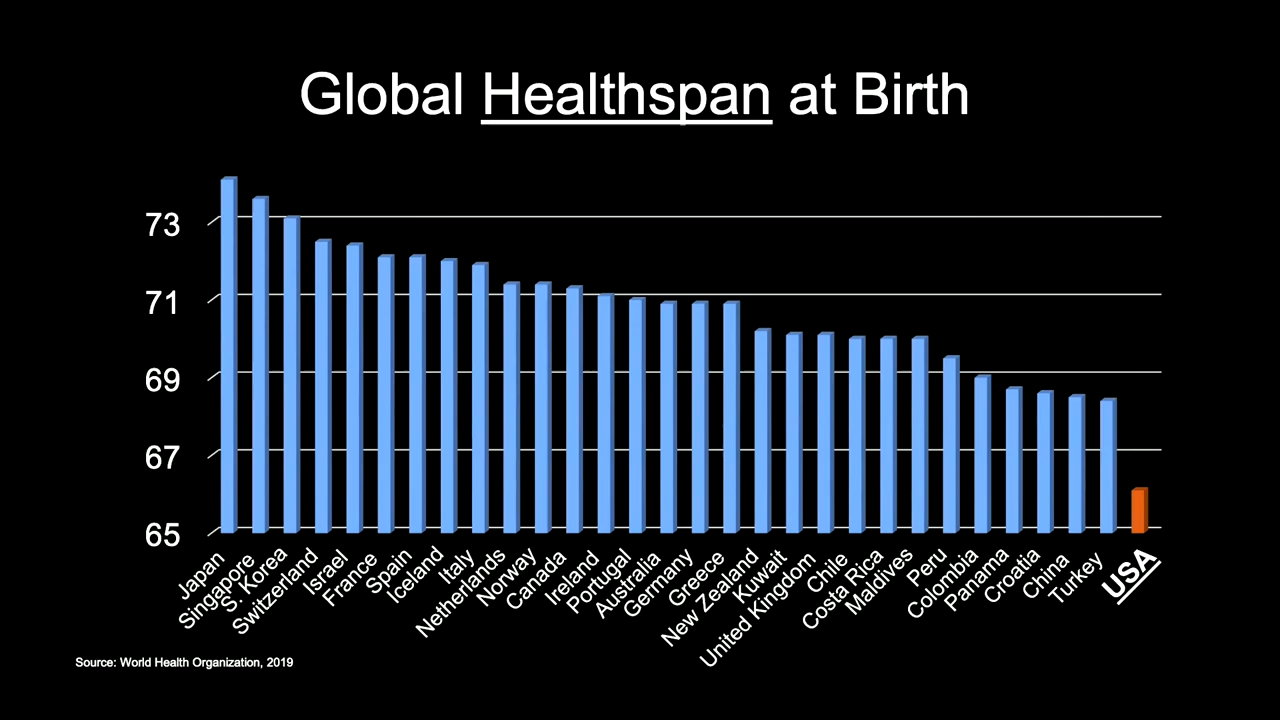 Global Healthspan at Birth
73
71
69
67
65
Japan
Singapore
S. Korea
Switzerland
Israel
France
Spain
Iceland
Italy
Netherlands
Norway
Canada
Ireland
Portugal
Australia
Germany
Greece
New Zealand
Kuwait
United Kingdom
Chile
Costa Rica
Maldives
Peru
Colombia
Panama
Croatia
China
Turkey
USA
Source: World Health Organization, 2019